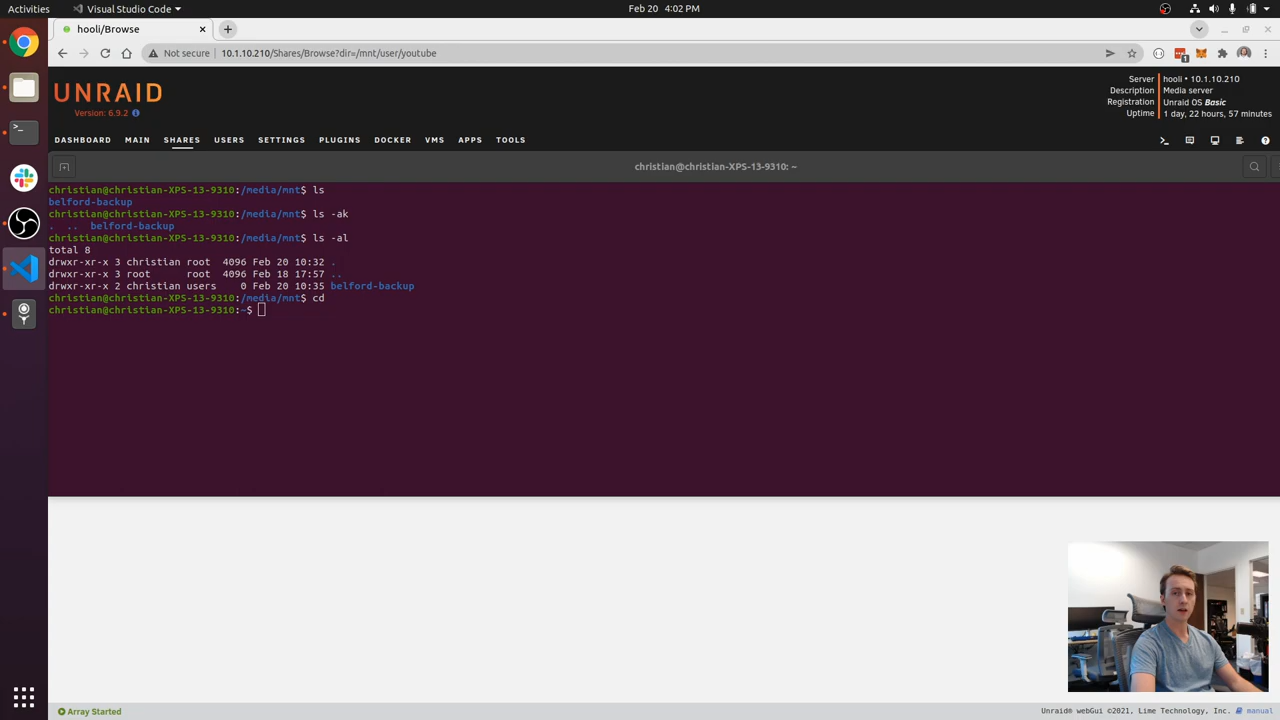 Activities
Visual Studio Code
Feb 20 4:02 PM
hooli/Browse
Not secure
10.1.10.210/Shares/Browse?dir=/mnt/user/youtube
1
UNRAID
Version: 6.9.2
Server hooli • 10.1.10.210
Description Media server
Registration Unraid OS Basic
Uptime 1 day, 22 hours, 57 minutes
DASHBOARD MAIN SHARES USERS SETTINGS PLUGINS DOCKER VMS APPS TOOLS
christian@christian-XPS-13-9310: ~
christian@christian-XPS-13-9310:/media/mnt$ ls
belford-backup
christian@christian-XPS-13-9310:/media/mnt$ ls -ak
. .. belford-backup
christian@christian-XPS-13-9310:/media/mnt$ ls -al
total 8
drwxr-xr-x 3 christian root 4096 Feb 20 10:32 .
drwxr-xr-x 3 root root 4096 Feb 18 17:57 ..
drwxr-xr-x 2 christian users 0 Feb 20 10:35 belford-backup
christian@christian-XPS-13-9310:/media/mnt$ cd
christian@christian-XPS-13-9310:~$
Array Started
Unraid® webGui ©2021, Lime Technology, Inc. manual